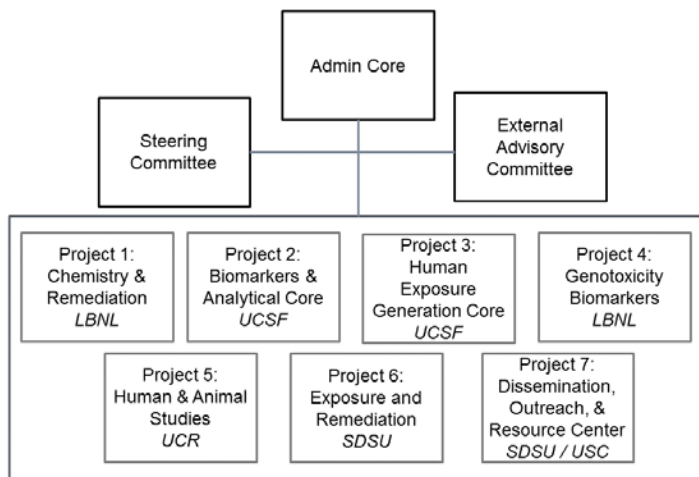 Admin Core
Steering
Committee
External
Advisory
Committee
Project 1:
Chemistry &
Remediation
LBNL
Project 2:
Biomarkers &
Analytical Core
UCSF
Project 3:
Human
Exposure
Generation Core
UCSF
Project 4:
Genotoxicity
Biomarkers
LBNL
Project 5:
Human & Animal
Studies
UCR
Project 6:
Exposure and
Remediation
SDSU
Project 7:
Dissemination,
Outreach, &
Resource Center
SDSU / USC